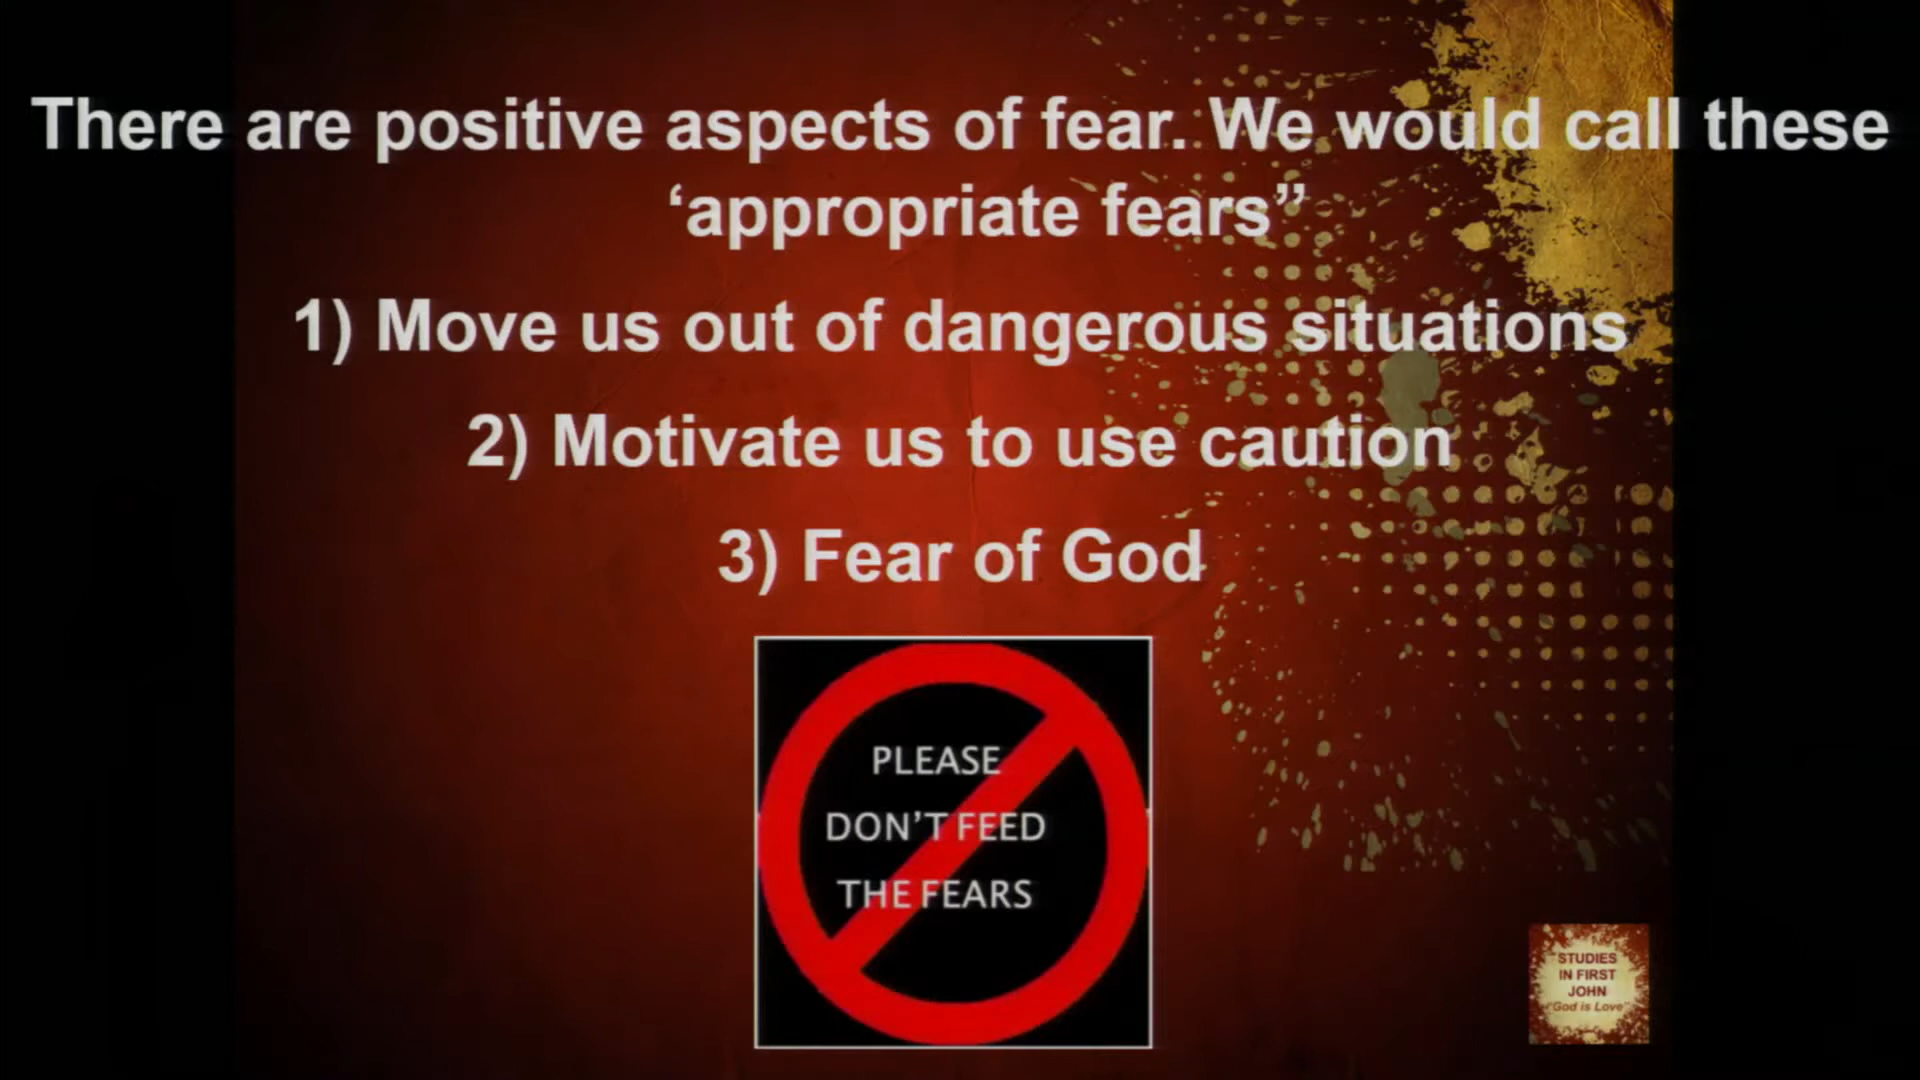 There are positive aspects of fear. We would call these
‘appropriate fears”
1) Move us out of dangerous situations
2) Motivate us to use caution
3) Fear of God
PLEASE
DON’T FEED
THE FEARS
STUDIES
IN FIRST
JOHN
“God is Love”